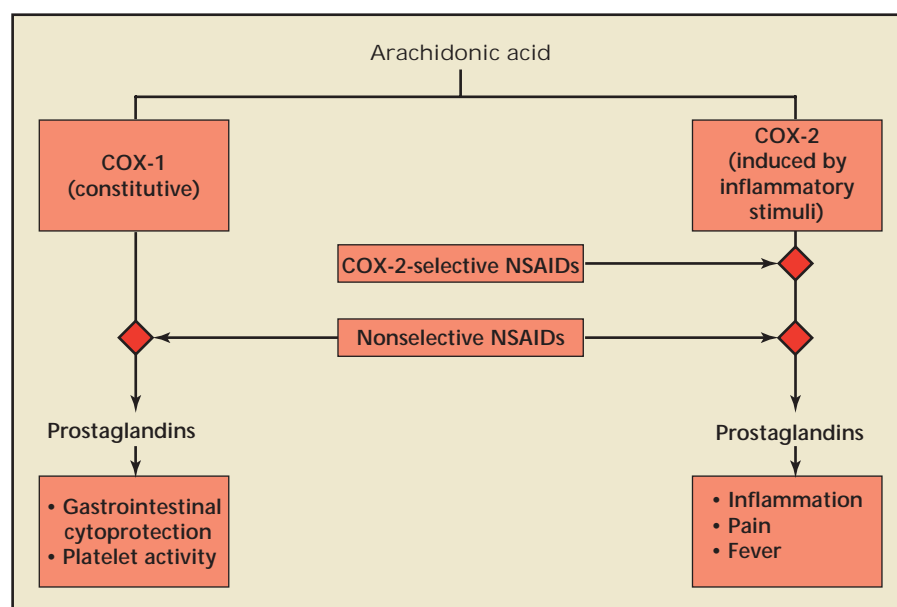 Arachidonic acid
COX-1
(constitutive)
COX-2
(induced by
inflammatory
stimuli)
COX-2-selective NSAIDs
Nonselective NSAIDs
Prostaglandins
Prostaglandins
• Gastrointestinal
cytoprotection
• Platelet activity
• Inflammation
• Pain
• Fever